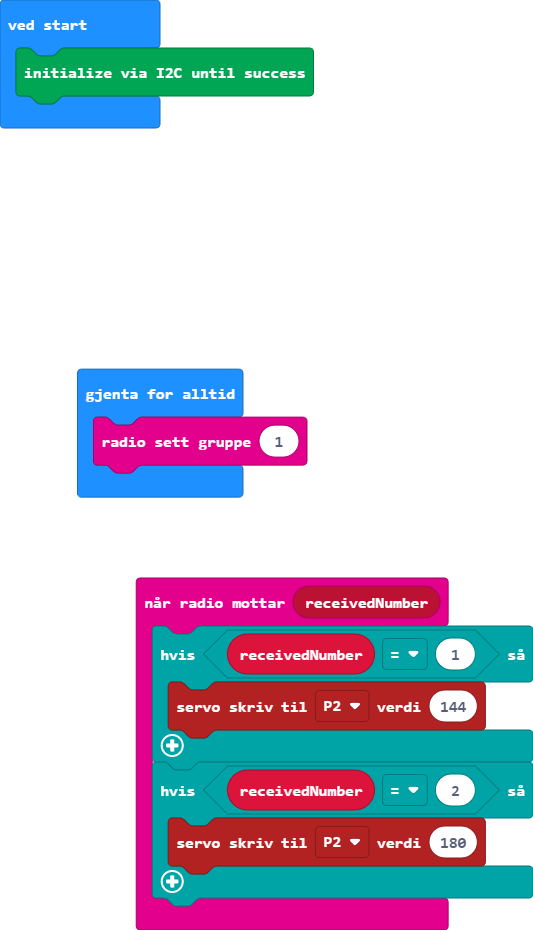 ved start
initialize via I2C until success
gjenta for alltid
radio sett gruppe 1
når radio mottar receivedNumber
hvis receivedNumber = 1 så
servo skriv til P2 verdi 144
hvis receivedNumber = 2 så
servo skriv til P2 verdi 180